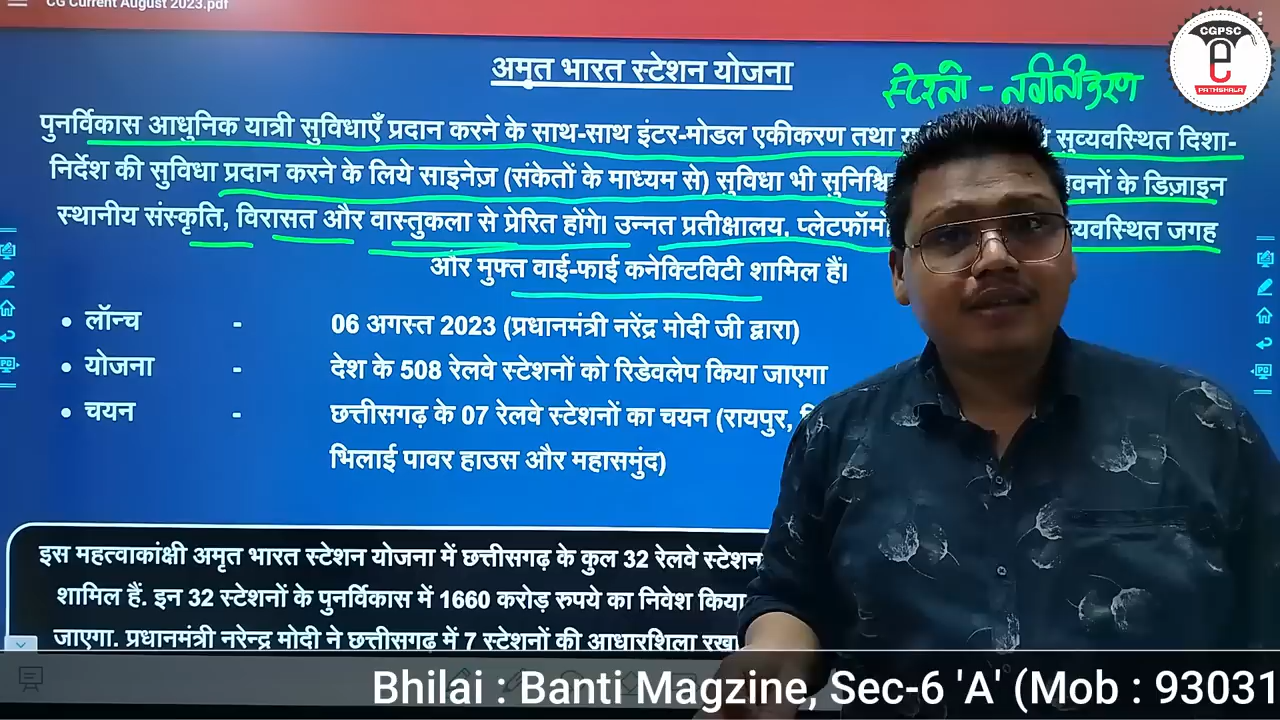 CG Current August 2023.pdf
CGPSC
e
PATHSHALA
अमृत भारत स्टेशन योजना
स्टेशनो - नवीनीकरण
पुनर्विकास आधुनिक यात्री सुविधाएँ प्रदान करने के साथ-साथ इंटर-मोडल एकीकरण तथा सुव्यवस्थित दिशा-
निर्देश की सुविधा प्रदान करने के लिये साइनेज़ (संकेतों के माध्यम से) सुविधा भी के डिज़ाइन
स्थानीय संस्कृति, विरासत और वास्तुकला से प्रेरित होंगे। उन्नत प्रतीक्षालय, जगह
और मुफ्त वाई-फाई कनेक्टिविटी शामिल हैं।
• लॉन्च - 06 अगस्त 2023 (प्रधानमंत्री नरेंद्र मोदी जी द्वारा)
• योजना - देश के 508 रेलवे स्टेशनों को रिडेवलेप किया जाएगा
• चयन - छत्तीसगढ़ के 07 रेलवे स्टेशनों का चयन (रायपुर,
भिलाई पावर हाउस और महासमुंद)
इस महत्वाकांक्षी अमृत भारत स्टेशन योजना में छत्तीसगढ़ के कुल 32 रेलवे स्टेशन
शामिल हैं. इन 32 स्टेशनों के पुनर्विकास में 1660 करोड़ रुपये का निवेश किया
जाएगा. प्रधानमंत्री नरेन्द्र मोदी ने छत्तीसगढ़ में 7 स्टेशनों की आधारशिला रखा
Bhilai : Banti Magzine, Sec-6 'A' (Mob : 93031